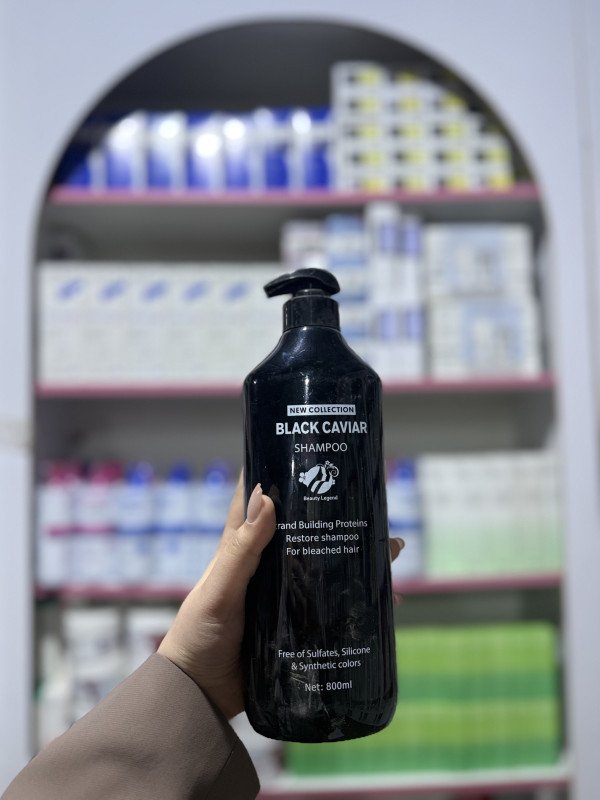 NEW COLLECTION
BLACK CAVIAR
SHAMPOO
Beauty Legend
trand Building Proteins
Restore shampoo
For bleached hair
Free of Sulfates, Silicone
& Synthetic colors
Net: 800ml